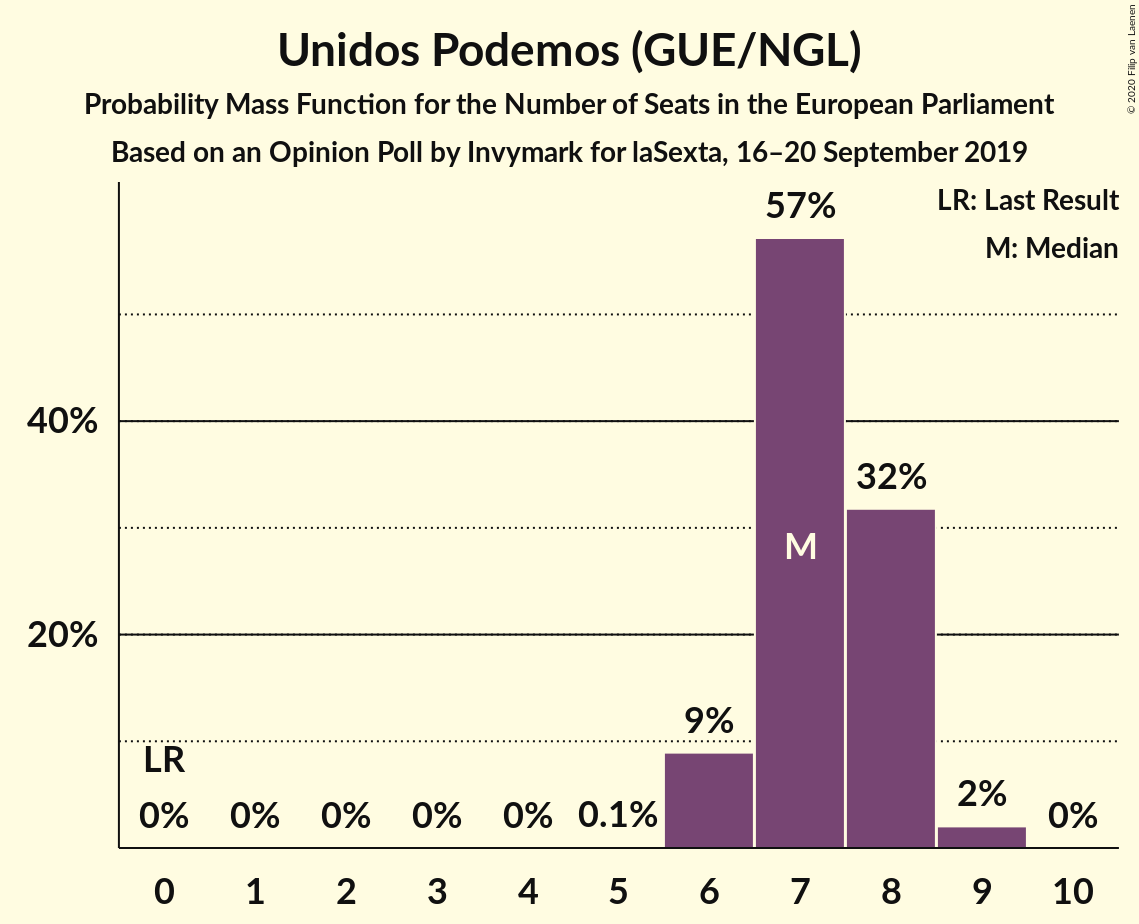 Unidos Podemos (GUE/NGL)
Probability Mass Function for the Number of Seats in the European Parliament
Based on an Opinion Poll by Invymark for laSexta, 16–20 September 2019
© 2020 Filip van Laenen
LR: Last Result
M: Median
57%
40%
32%
M
20%
9%
LR
0% 0% 0% 0% 0% 0.1% 2% 0%
0 1 2 3 4 5 6 7 8 9 10